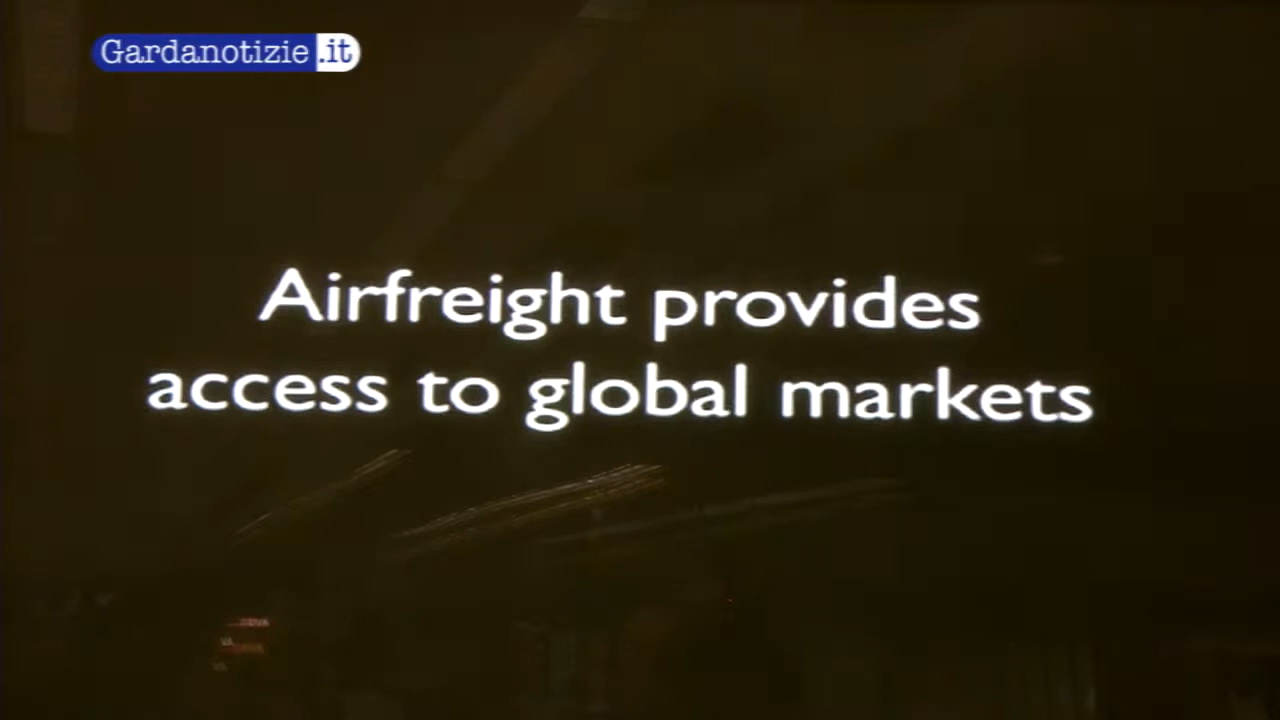 Gardanotizie.it
Airfreight provides
access to global markets